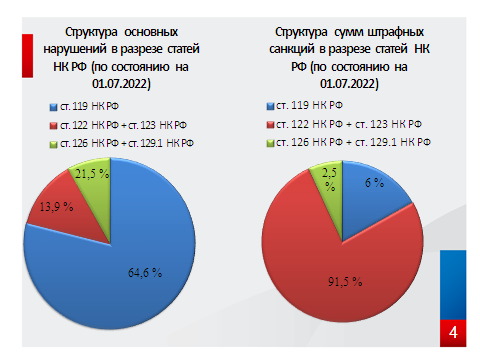 Структура основных
нарушений в разрезе статей
НК РФ (по состоянию на
01.07.2022)
ст. 119 НК РФ
ст. 122 НК РФ + ст. 123 НК РФ
ст. 126 НК РФ + ст. 129.1 НК РФ
21,5 %
13,9 %
64,6 %
Структура сумм штрафных
санкций в разрезе статей НК
РФ (по состоянию на
01.07.2022)
ст. 119 НК РФ
ст. 122 НК РФ + ст. 123 НК РФ
ст. 126 НК РФ + ст. 129.1 НК РФ
2,5
%
6 %
91,5 %
4